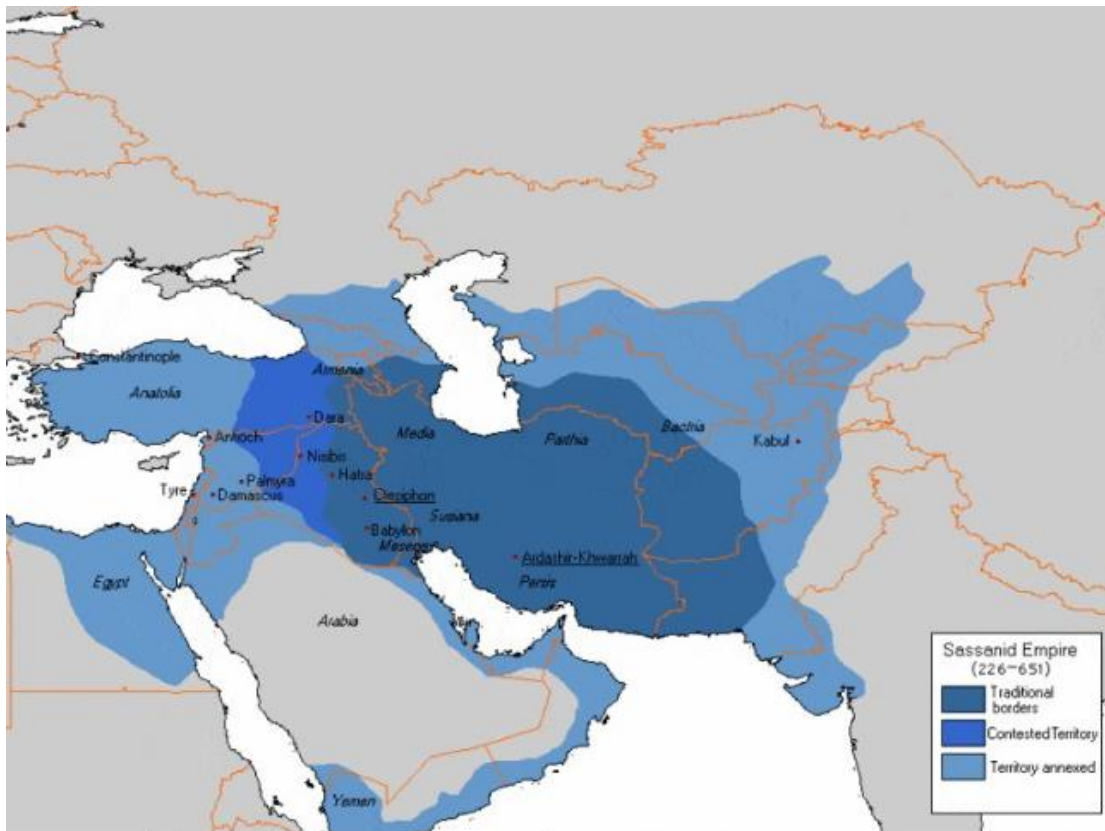 Constantinople
Armenia
Anatolia
Dara
Media
Parthia
Bactria
Kabul
Antioch
Nisibis
Hatra
Palmyra
Tyre
Damascus
Ctesiphon
Susiana
Babylon
Ardashir-Khwarrah
Egypt
Persis
Arabia
Yemen
Sassanid Empire
(226-651)
Traditional
borders
Contested Territory
Territory annexed